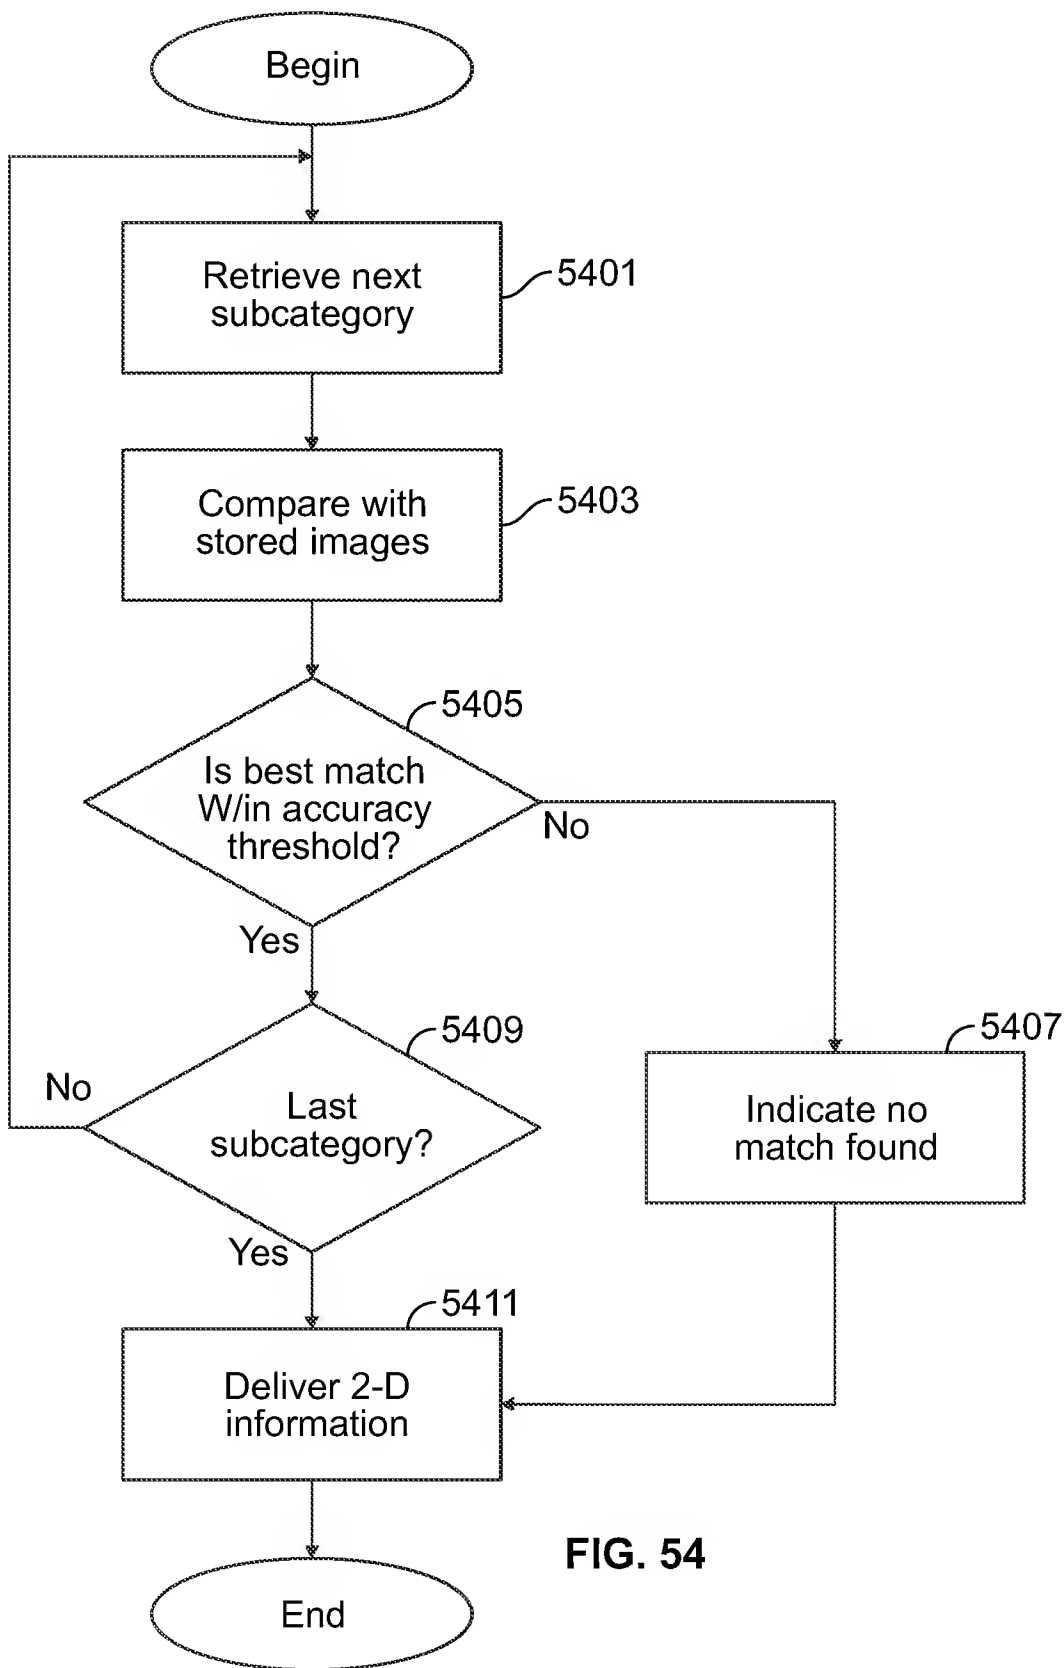 Begin
Retrieve next
subcategory
5401
Compare with
stored images
5403
5405
Is best match
W/in accuracy
threshold?
No
Yes
5409
5407
No
Last
subcategory?
Indicate no
match found
Yes
5411
Deliver 2-D
information
FIG. 54
End